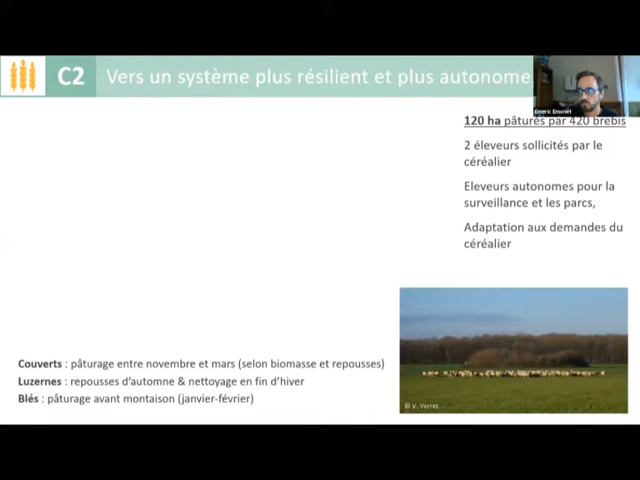 C2
Vers un système plus résilient et plus autonome
Emeric Emonet
120 ha pâturés par 420 brebis
2 éleveurs sollicités par le
céréalier
Eleveurs autonomes pour la
surveillance et les parcs,
Adaptation aux demandes du
céréalier
Couverts : pâturage entre novembre et mars (selon biomasse et repousses)
Luzernes : repousses d'automne & nettoyage en fin d'hiver
Blés : pâturage avant montaison (janvier-février)
© V. Verret